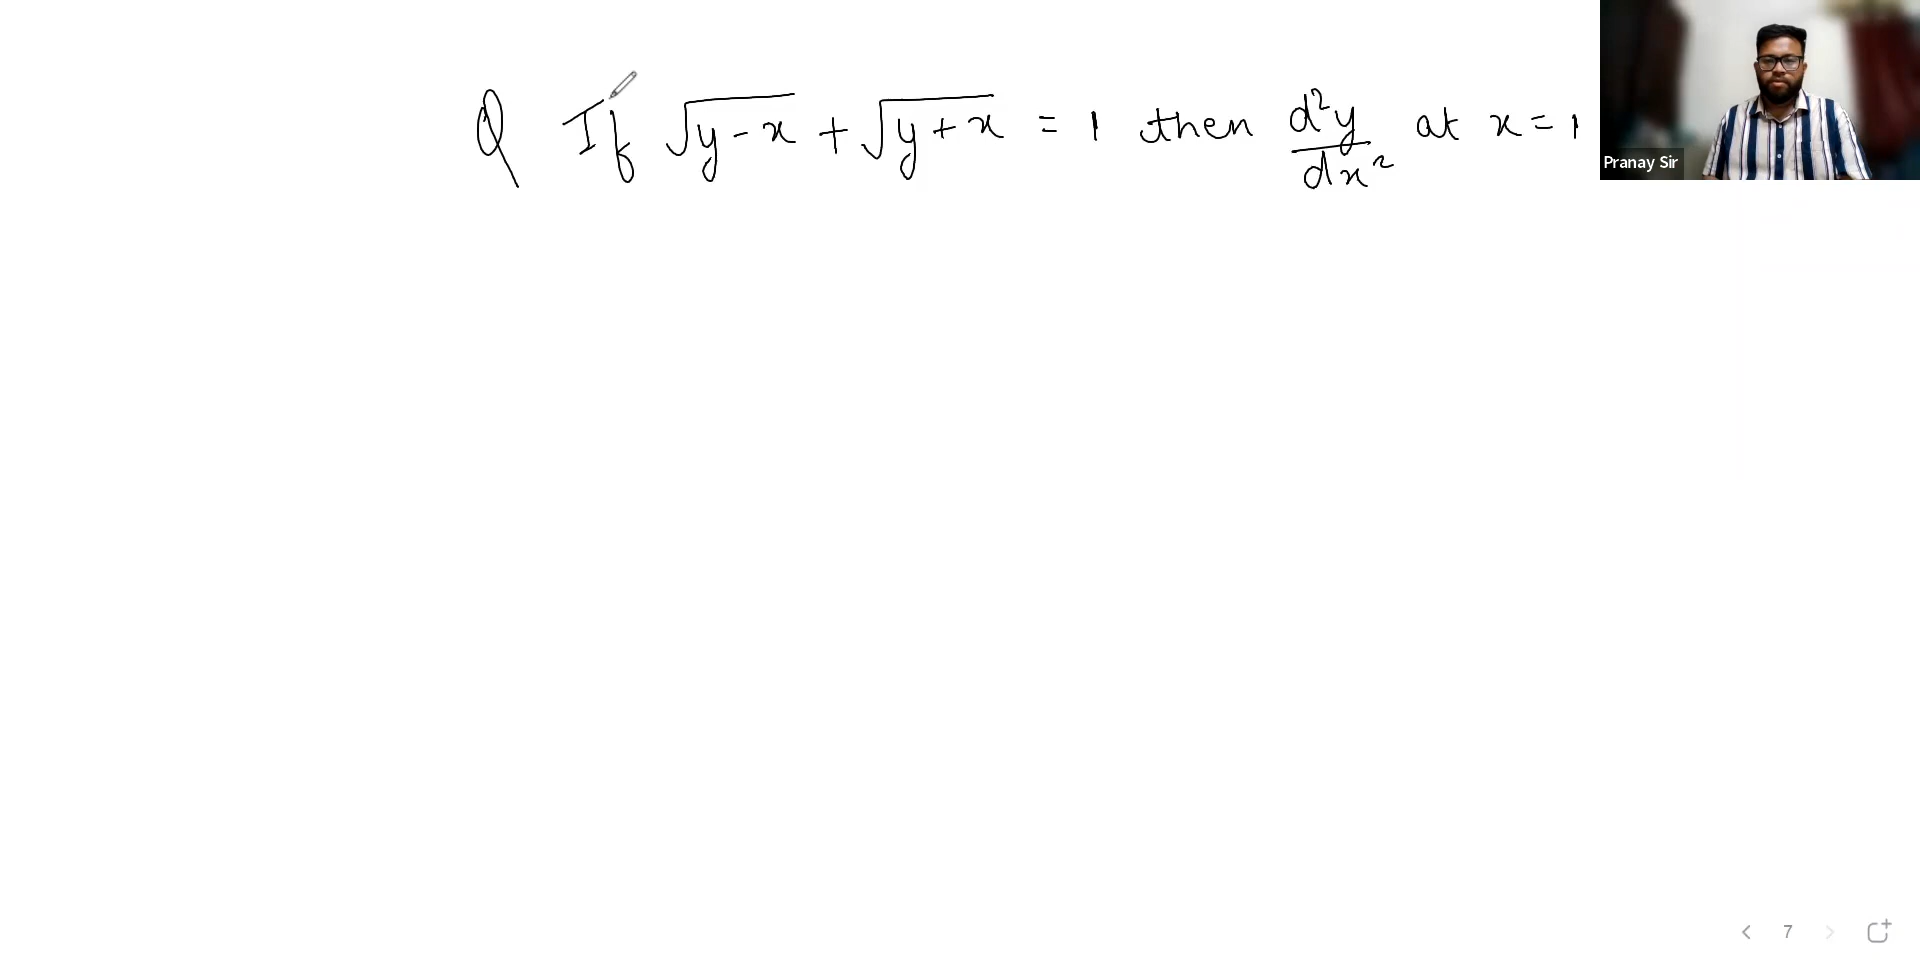 Q If √(y-x) + √(y+x) = 1 then d²y/dx² at x=1
Pranay Sir
7